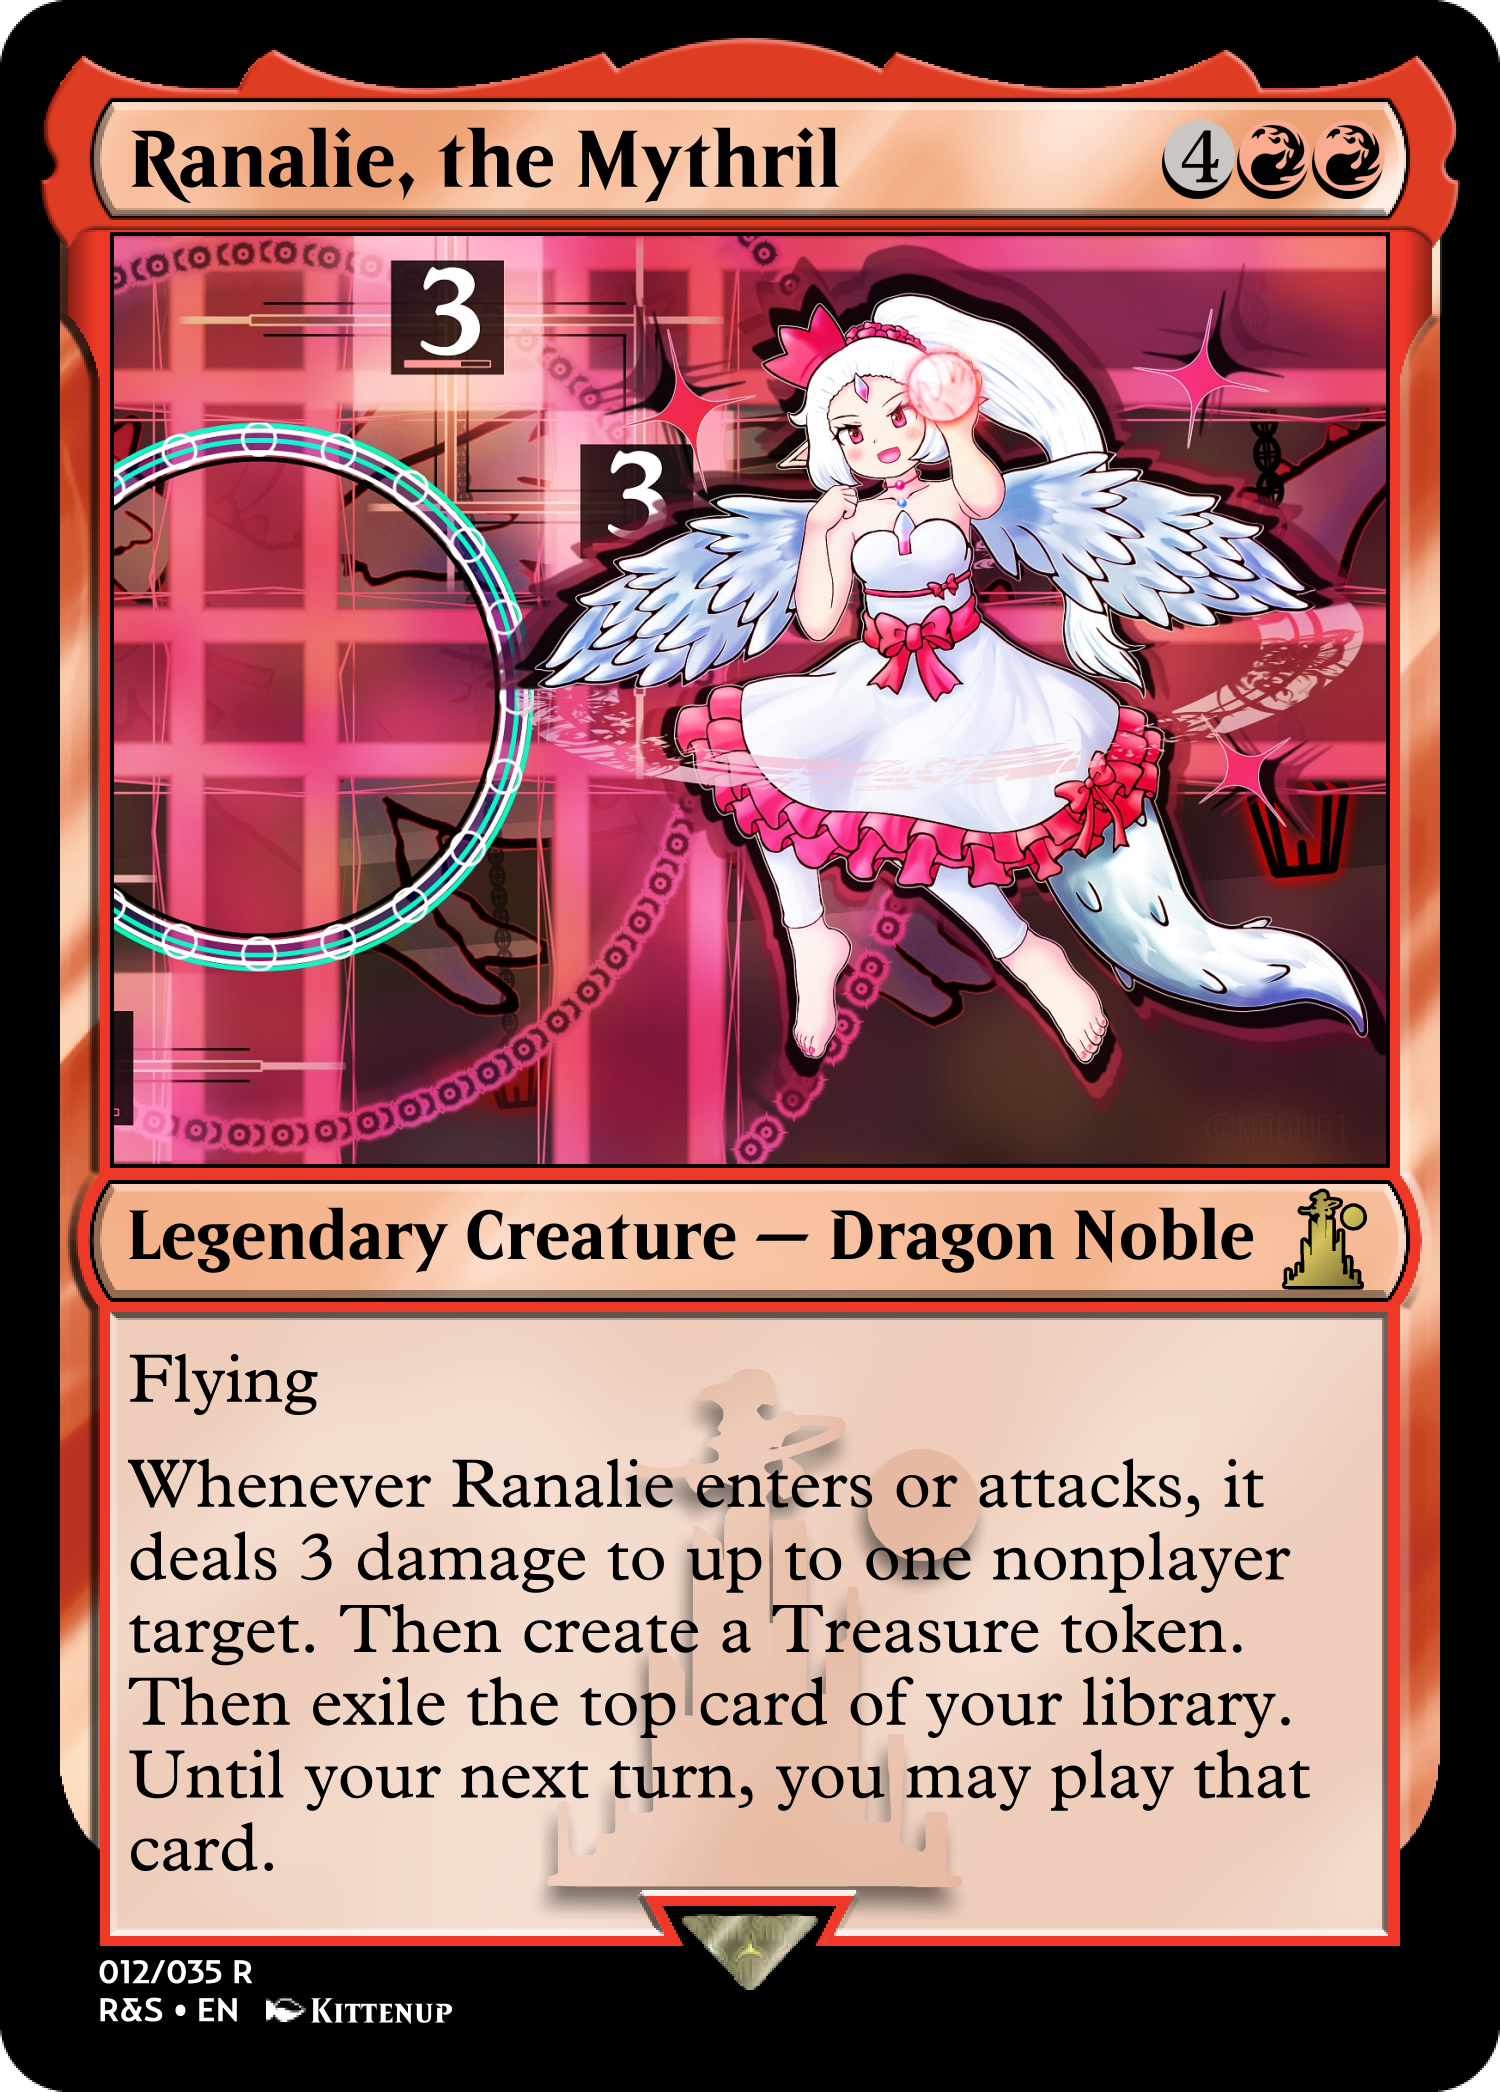 Ranalie, the Mythril 4
3
3
@KITTENUP1
Legendary Creature — Dragon Noble
Flying
Whenever Ranalie enters or attacks, it
deals 3 damage to up to one nonplayer
target. Then create a Treasure token.
Then exile the top card of your library.
Until your next turn, you may play that
card.
012/035 R
R&S • EN KITTENUP